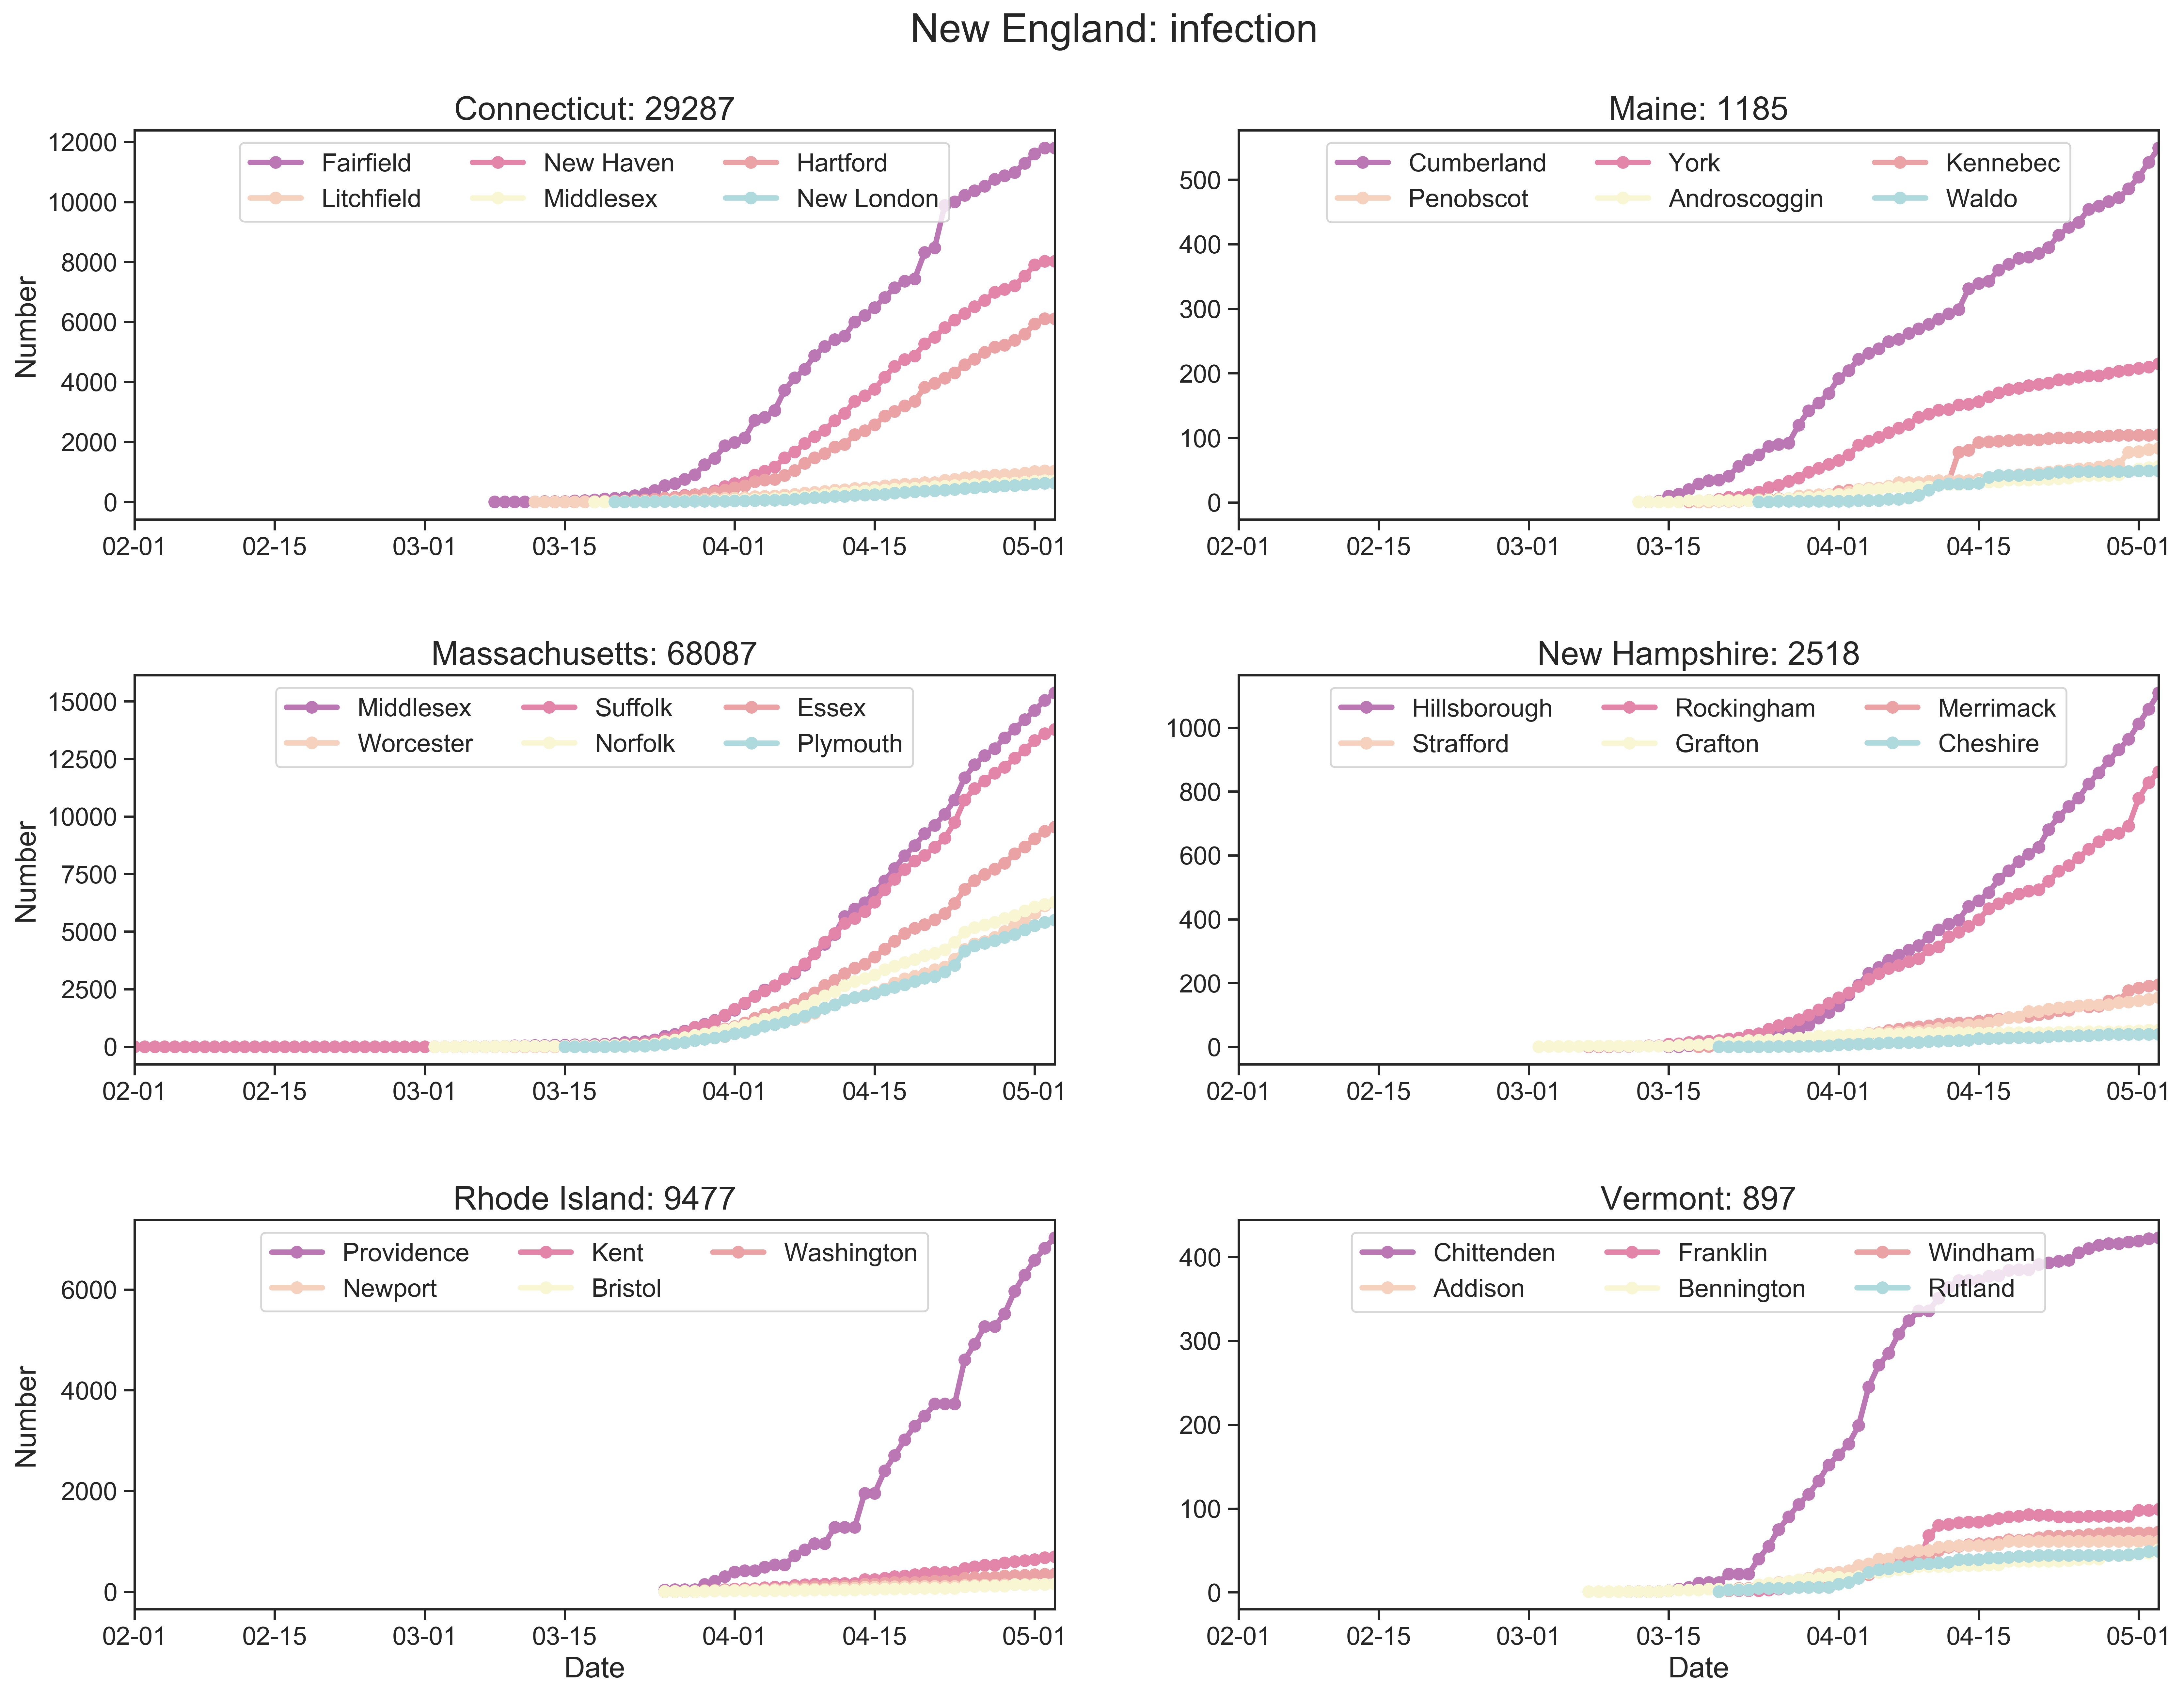 New England: infection
Connecticut: 29287
12000
10000
8000
6000
4000
2000
0
Number
Fairfield New Haven Hartford
Litchfield Middlesex New London
02-01 02-15 03-01 03-15 04-01 04-15 05-01
Maine: 1185
500
400
300
200
100
0
Cumberland York Kennebec
Penobscot Androscoggin Waldo
02-01 02-15 03-01 03-15 04-01 04-15 05-01
Massachusetts: 68087
15000
12500
10000
7500
5000
2500
0
Number
Middlesex Suffolk Essex
Worcester Norfolk Plymouth
02-01 02-15 03-01 03-15 04-01 04-15 05-01
New Hampshire: 2518
1000
800
600
400
200
0
Hillsborough Rockingham Merrimack
Strafford Grafton Cheshire
02-01 02-15 03-01 03-15 04-01 04-15 05-01
Rhode Island: 9477
6000
4000
2000
0
Number
Providence Kent Washington
Newport Bristol
02-01 02-15 03-01 03-15 04-01 04-15 05-01
Date
Vermont: 897
400
300
200
100
0
Chittenden Franklin Windham
Addison Bennington Rutland
02-01 02-15 03-01 03-15 04-01 04-15 05-01
Date